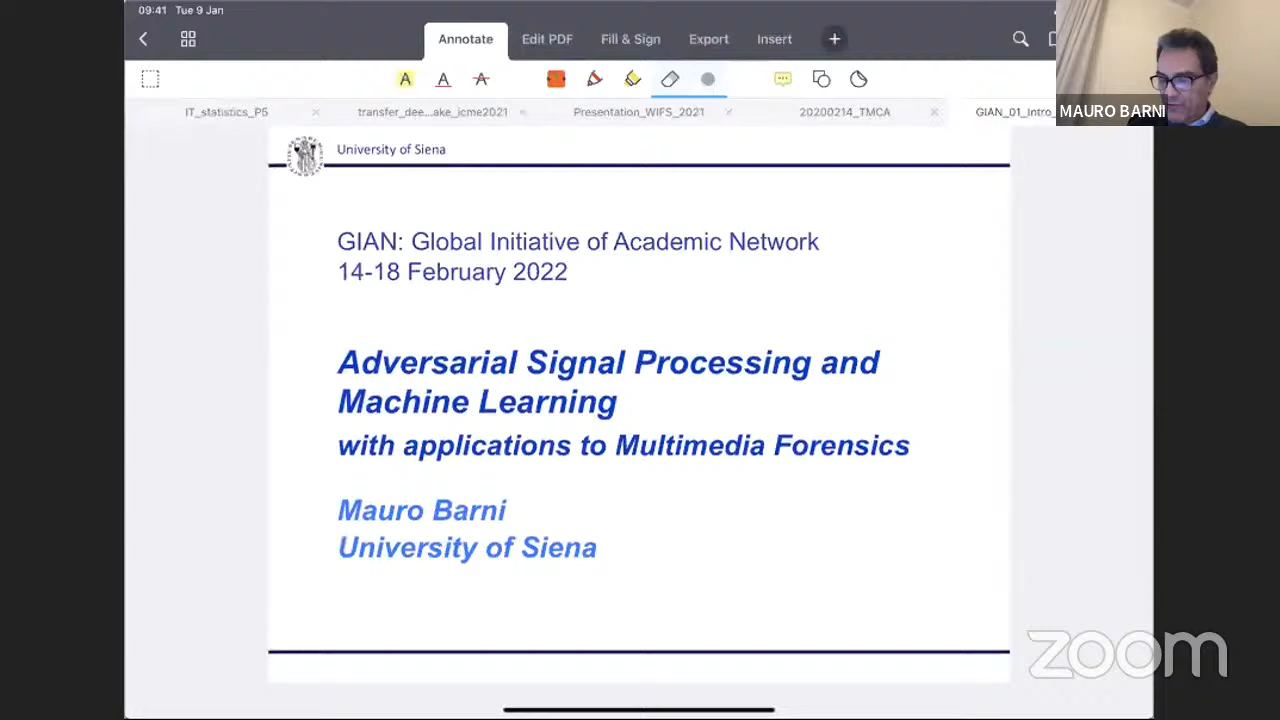 09:41 Tue 9 Jan
Annotate Edit PDF Fill & Sign Export Insert
A A A
IT_statistics_P5 transfer_dee...ake_icme2021 Presentation_WIFS_2021 20200214_TMCA GIAN_01_Intro_
MAURO BARNI
University of Siena
GIAN: Global Initiative of Academic Network
14-18 February 2022
Adversarial Signal Processing and
Machine Learning
with applications to Multimedia Forensics
Mauro Barni
University of Siena
zoom